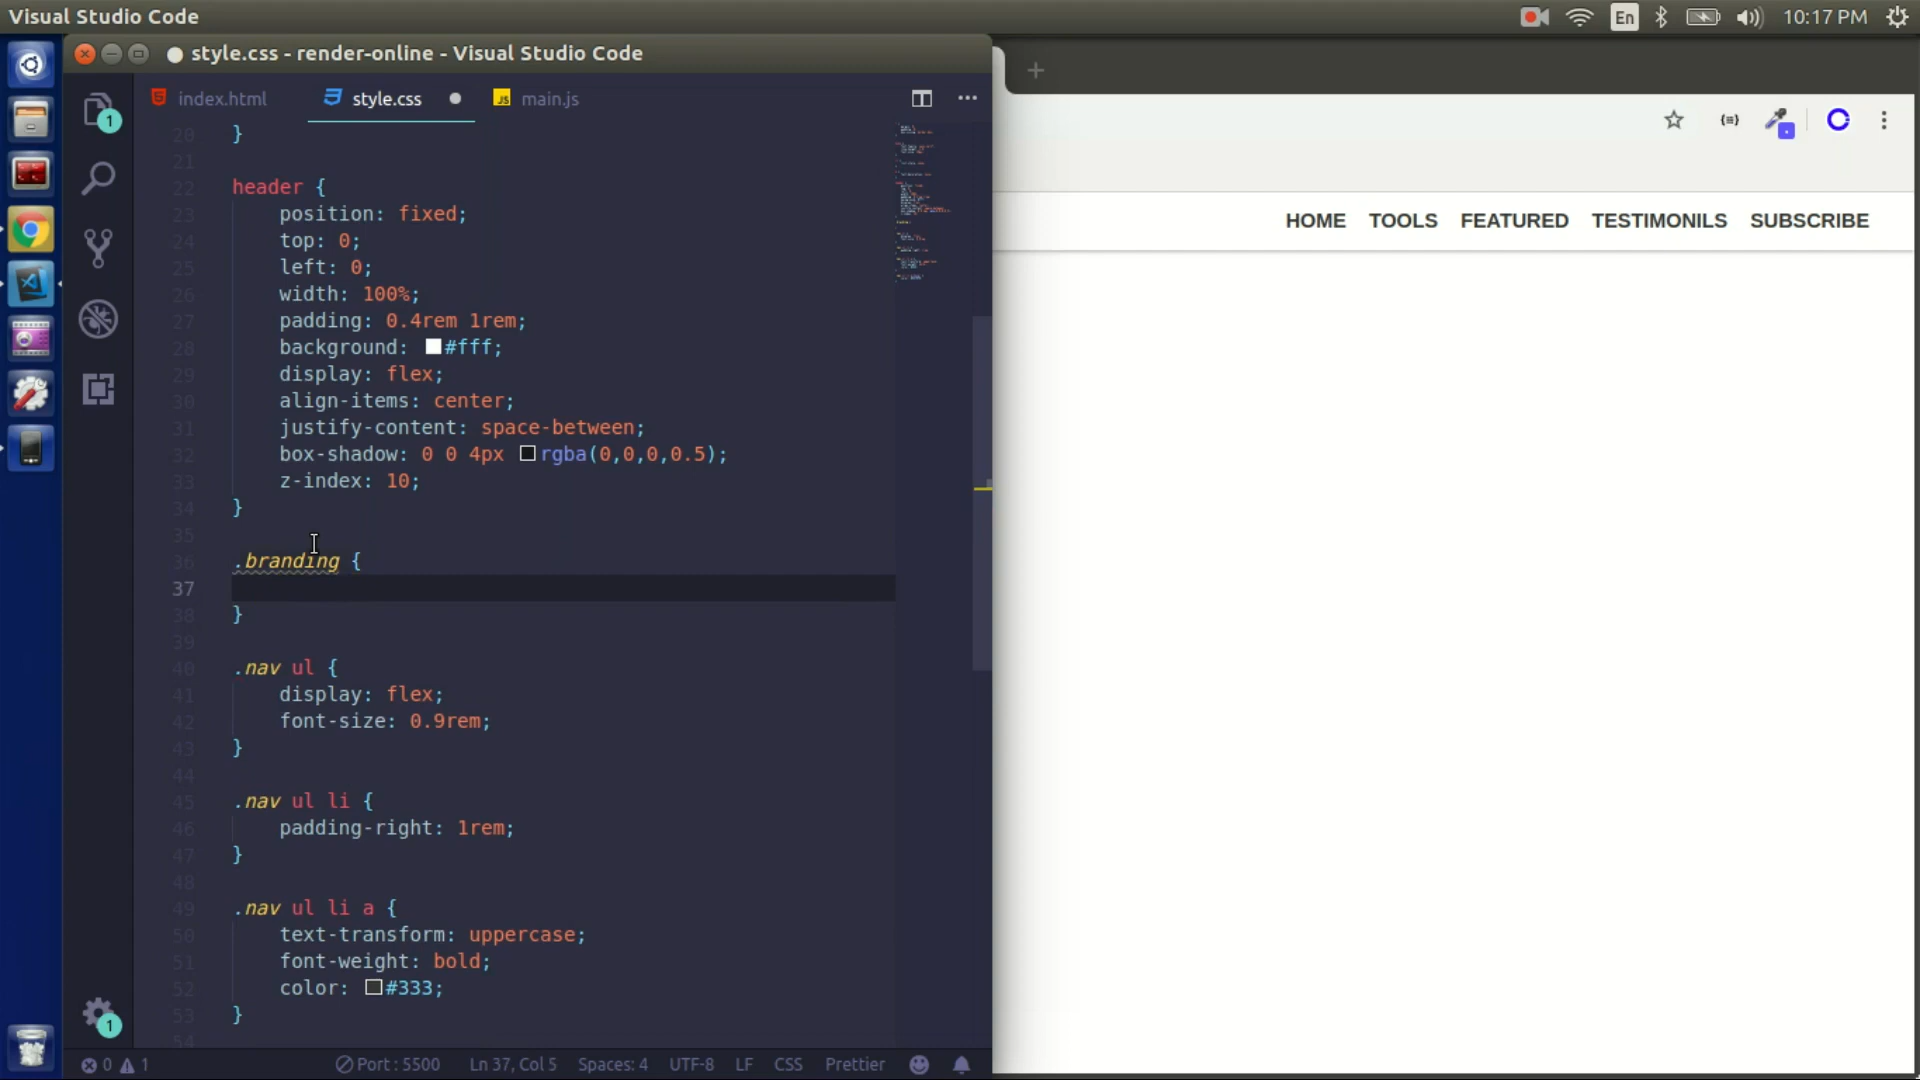 Visual Studio Code
En
10:17 PM
style.css - render-online - Visual Studio Code
index.html
style.css
JS main.js
1
20 }
21
22 header {
23 position: fixed;
24 top: 0;
25 left: 0;
26 width: 100%;
27 padding: 0.4rem 1rem;
28 background: #fff;
29 display: flex;
30 align-items: center;
31 justify-content: space-between;
32 box-shadow: 0 0 4px rgba(0,0,0,0.5);
33 z-index: 10;
34 }
35
36 .branding {
37
38 }
39
40 .nav ul {
41 display: flex;
42 font-size: 0.9rem;
43 }
44
45 .nav ul li {
46 padding-right: 1rem;
47 }
48
49 .nav ul li a {
50 text-transform: uppercase;
51 font-weight: bold;
52 color: #333;
53 }
54
1
0 1
Port : 5500
Ln 37, Col 5
Spaces: 4
UTF-8
LF
CSS
Prettier
HOME TOOLS FEATURED TESTIMONILS SUBSCRIBE